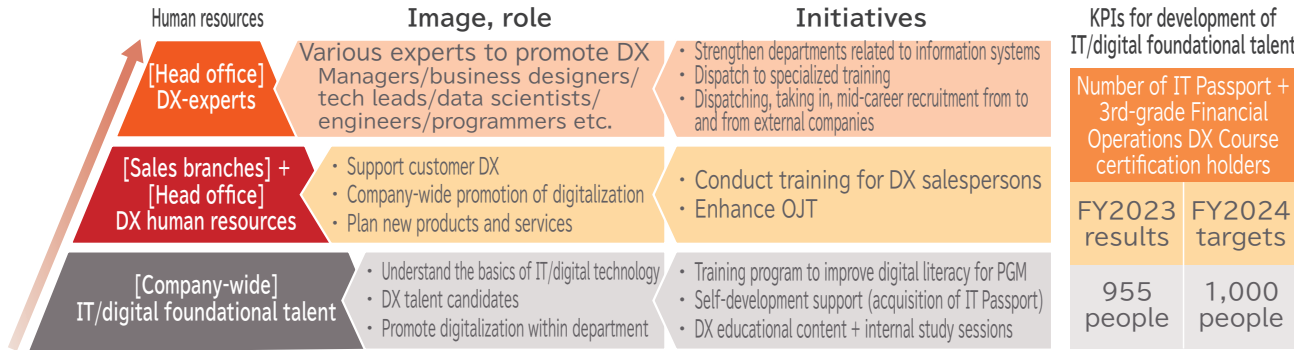 Human resources
Image, role
Initiatives
KPIs for development of
IT/digital foundational talent
[Head office]
DX-experts
Various experts to promote DX
Managers/business designers/
tech leads/data scientists/
engineers/programmers etc.
・Strengthen departments related to information systems
・Dispatch to specialized training
・Dispatching, taking in, mid-career recruitment from to
and from external companies
[Sales branches] +
[Head office]
DX human resources
・Support customer DX
・Company-wide promotion of digitalization
・Plan new products and services
・Conduct training for DX salespersons
・Enhance OJT
[Company-wide]
IT/digital foundational talent
・Understand the basics of IT/digital technology
・DX talent candidates
・Promote digitalization within department
・Training program to improve digital literacy for PGM
・Self-development support (acquisition of IT Passport)
・DX educational content + internal study sessions
Number of IT Passport +
3rd-grade Financial
Operations DX Course
certification holders
FY2023
results
FY2024
targets
955
people
1,000
people